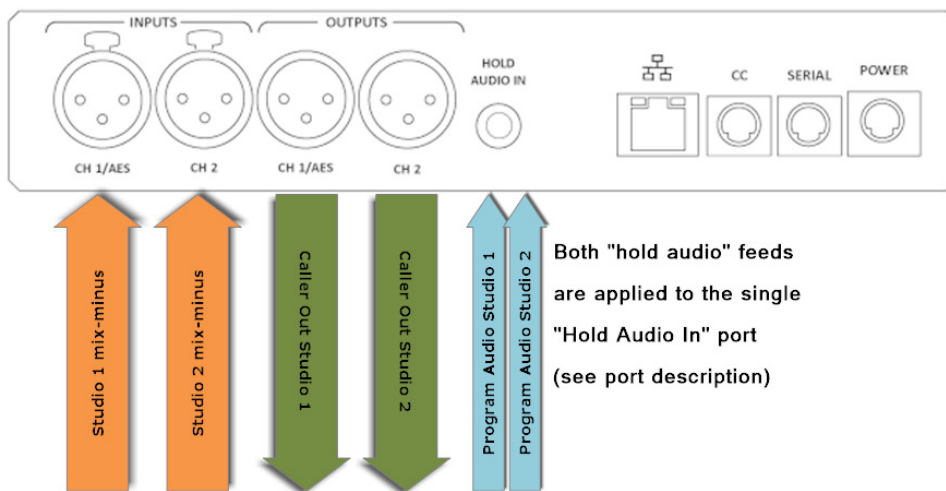 INPUTS
OUTPUTS
HOLD
AUDIO IN
CC
SERIAL
POWER
CH 1/AES
CH 2
CH 1/AES
CH 2
Studio 1 mix-minus
Studio 2 mix-minus
Caller Out Studio 1
Caller Out Studio 2
Program Audio Studio 1
Program Audio Studio 2
Both "hold audio" feeds
are applied to the single
"Hold Audio In" port
(see port description)